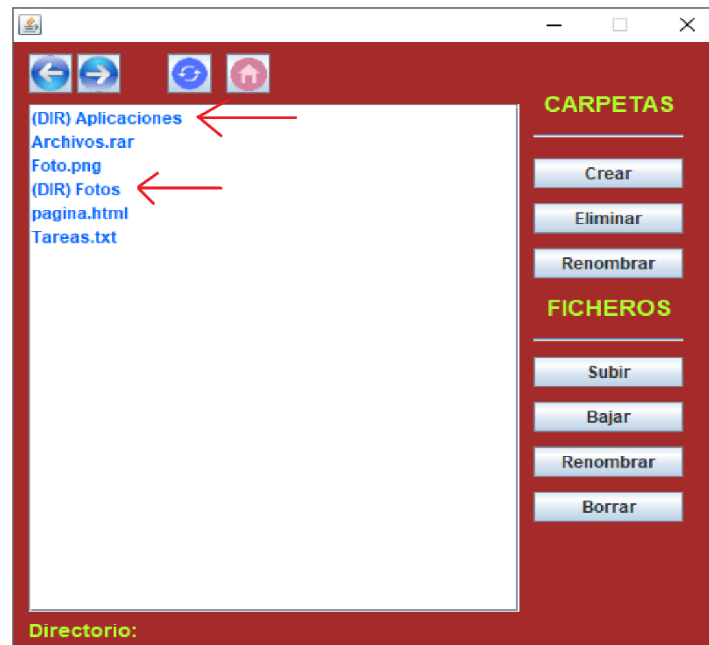 (DIR) Aplicaciones
Archivos.rar
Foto.png
(DIR) Fotos
pagina.html
Tareas.txt
CARPETAS
Crear
Eliminar
Renombrar
FICHEROS
Subir
Bajar
Renombrar
Borrar
Directorio: